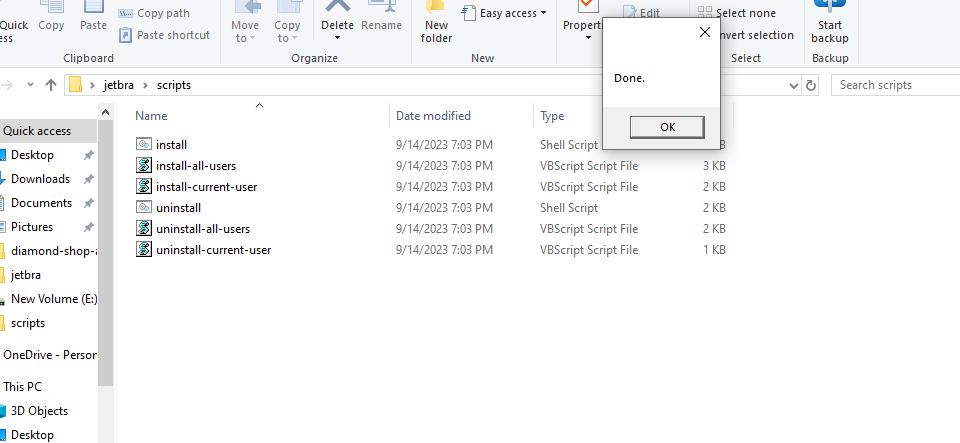 Quick
Copy
Paste
Copy path
Paste shortcut
Move to
Copy to
Delete
Rename
New folder
Easy access
Edit
Select none
nvert selection
Start backup
Clipboard
Organize
New
Select
Backup
jetbra > scripts
Search scripts
Done.
OK
Name
Date modified
Type
Quick access
Desktop
Downloads
Documents
Pictures
diamond-shop-a
jetbra
New Volume (E:)
scripts
OneDrive - Person
This PC
3D Objects
Desktop
install 9/14/2023 7:03 PM Shell Script KB
install-all-users 9/14/2023 7:03 PM VBScript Script File 3 KB
install-current-user 9/14/2023 7:03 PM VBScript Script File 2 KB
uninstall 9/14/2023 7:03 PM Shell Script 2 KB
uninstall-all-users 9/14/2023 7:03 PM VBScript Script File 2 KB
uninstall-current-user 9/14/2023 7:03 PM VBScript Script File 1 KB